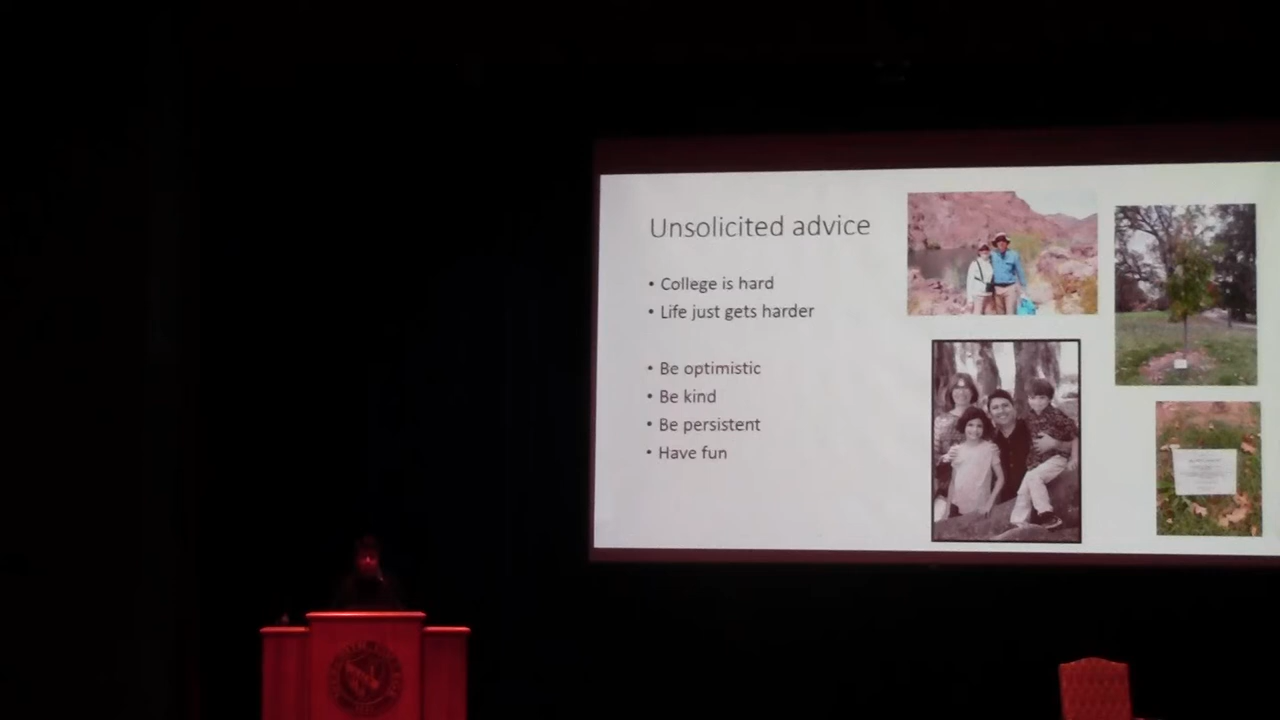 Unsolicited advice
• College is hard
• Life just gets harder
• Be optimistic
• Be kind
• Be persistent
• Have fun